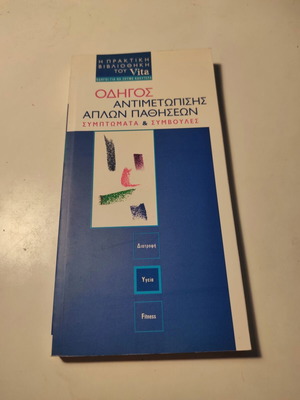 Η ΠΡΑΚΤΙΚΗ
ΒΙΒΛΙΟΘΗΚΗ
ΤΟΥ Vita
ΟΔΗΓΟΣ
ΑΝΤΙΜΕΤΩΠΙΣΗΣ
ΑΠΛΩΝ ΠΑΘΗΣΕΩΝ
ΣΥΜΠΤΩΜΑΤΑ & ΣΥΜΒΟΥΛΕΣ
Διατροφή
Υγεία
Fitness